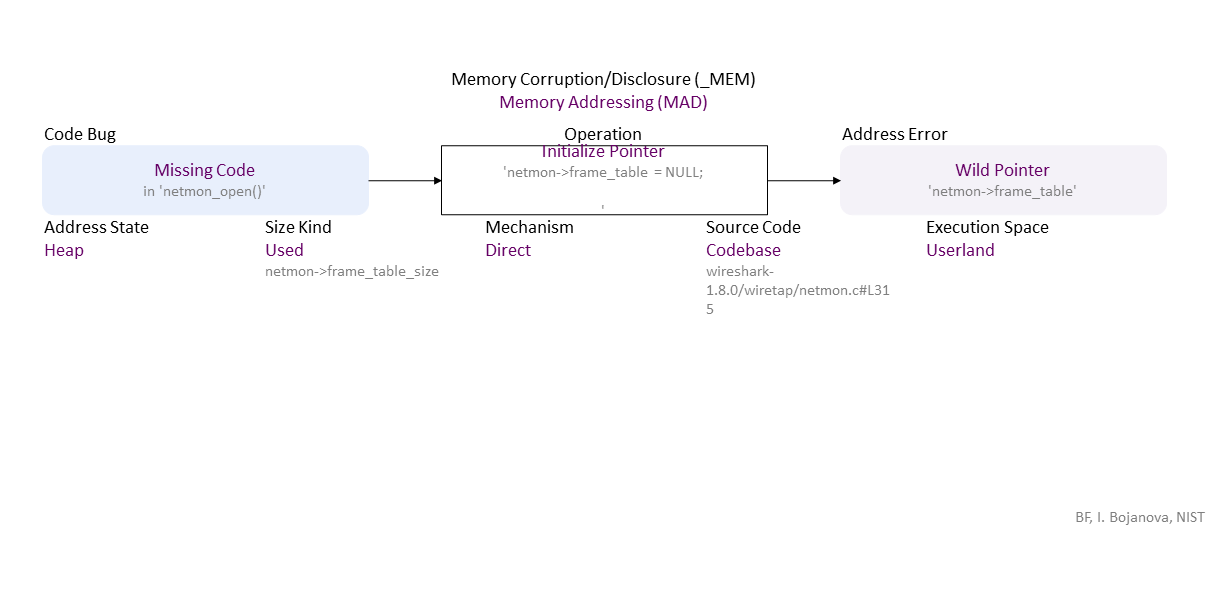 Memory Corruption/Disclosure (_MEM)
Memory Addressing (MAD)
Code Bug
Operation
Address Error
Missing Code
in 'netmon_open()'
Initialize Pointer
'netmon->frame_table = NULL;
'
Wild Pointer
'netmon->frame_table'
Address State
Heap
Size Kind
Used
netmon->frame_table_size
Mechanism
Direct
Source Code
Codebase
wireshark-
1.8.0/wiretap/netmon.c#L31
5
Execution Space
Userland
BF, I. Bojanova, NIST